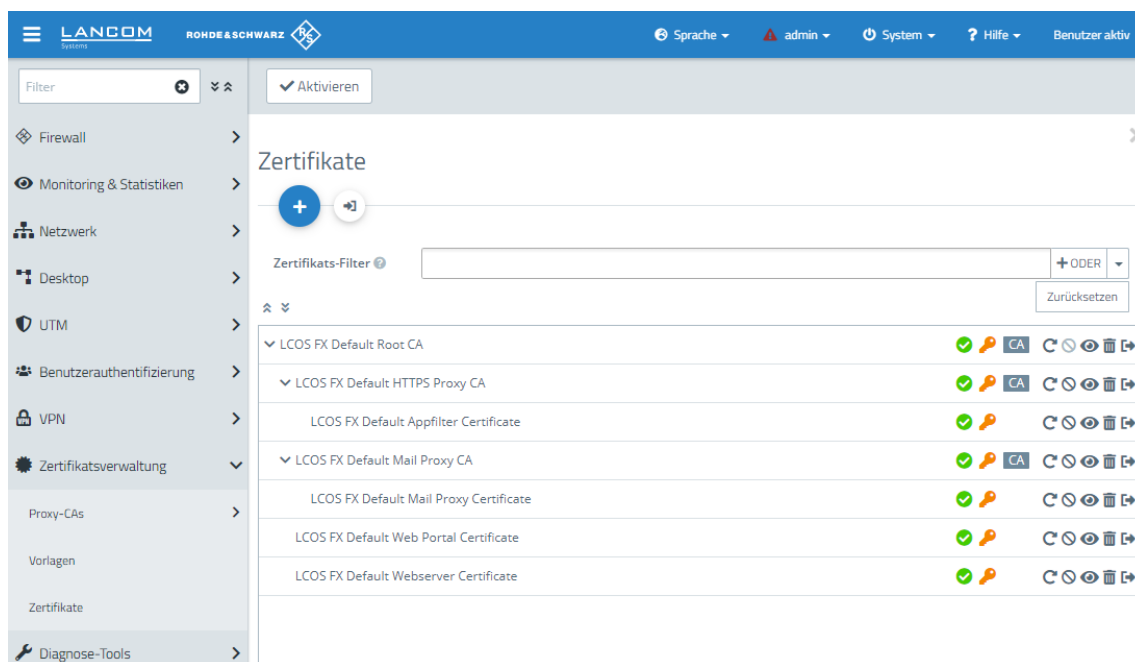 LANCOM Systems ROHDE&SCHWARZ R&S Sprache admin System ? Hilfe Benutzer aktiv
Filter Aktivieren
Firewall
Monitoring & Statistiken
Netzwerk
Desktop
UTM
Benutzerauthentifizierung
VPN
Zertifikatsverwaltung
Proxy-CAs
Vorlagen
Zertifikate
Diagnose-Tools
Zertifikate
Zertifikats-Filter ? + ODER
Zurücksetzen
LCOS FX Default Root CA CA
LCOS FX Default HTTPS Proxy CA CA
LCOS FX Default Appfilter Certificate
LCOS FX Default Mail Proxy CA CA
LCOS FX Default Mail Proxy Certificate
LCOS FX Default Web Portal Certificate
LCOS FX Default Webserver Certificate